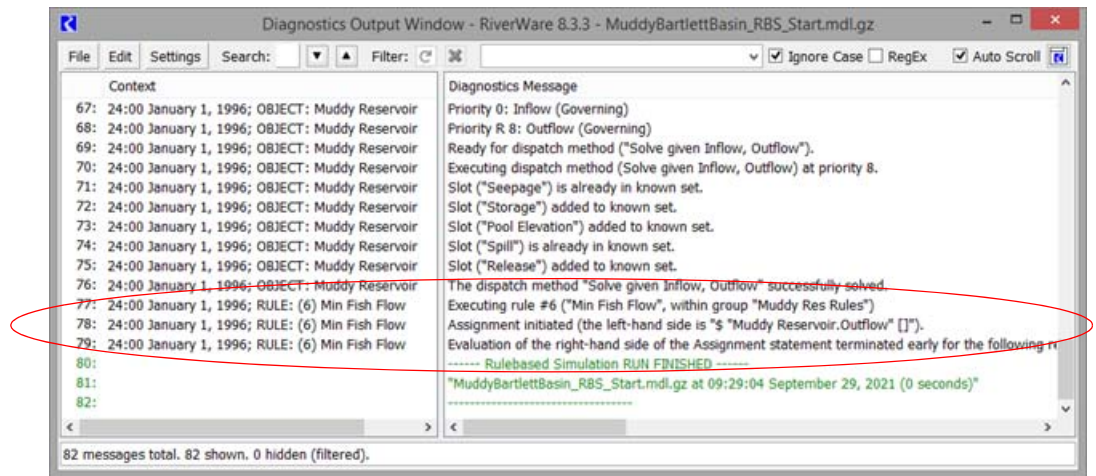 Diagnostics Output Window - RiverWare 8.3.3 - MuddyBartlettBasin_RBS_Start.mdl.gz
File Edit Settings Search: Filter: Ignore Case RegEx Auto Scroll
Context Diagnostics Message
67: 24:00 January 1, 1996; OBJECT: Muddy Reservoir Priority 0: Inflow (Governing)
68: 24:00 January 1, 1996; OBJECT: Muddy Reservoir Priority R 8: Outflow (Governing)
69: 24:00 January 1, 1996; OBJECT: Muddy Reservoir Ready for dispatch method ("Solve given Inflow, Outflow").
70: 24:00 January 1, 1996; OBJECT: Muddy Reservoir Executing dispatch method (Solve given Inflow, Outflow) at priority 8.
71: 24:00 January 1, 1996; OBJECT: Muddy Reservoir Slot ("Seepage") is already in known set.
72: 24:00 January 1, 1996; OBJECT: Muddy Reservoir Slot ("Storage") added to known set.
73: 24:00 January 1, 1996; OBJECT: Muddy Reservoir Slot ("Pool Elevation") added to known set.
74: 24:00 January 1, 1996; OBJECT: Muddy Reservoir Slot ("Spill") is already in known set.
75: 24:00 January 1, 1996; OBJECT: Muddy Reservoir Slot ("Release") added to known set.
76: 24:00 January 1, 1996; OBJECT: Muddy Reservoir The dispatch method "Solve given Inflow, Outflow" successfully solved.
77: 24:00 January 1, 1996; RULE: (6) Min Fish Flow Executing rule #6 ("Min Fish Flow", within group "Muddy Res Rules")
78: 24:00 January 1, 1996; RULE: (6) Min Fish Flow Assignment initiated (the left-hand side is "$ "Muddy Reservoir.Outflow" []").
79: 24:00 January 1, 1996; RULE: (6) Min Fish Flow Evaluation of the right-hand side of the Assignment statement terminated early for the following re
80: ------ Rulebased Simulation RUN FINISHED ------
81: "MuddyBartlettBasin_RBS_Start.mdl.gz at 09:29:04 September 29, 2021 (0 seconds)"
82: -----------------------------------
82 messages total. 82 shown. 0 hidden (filtered).